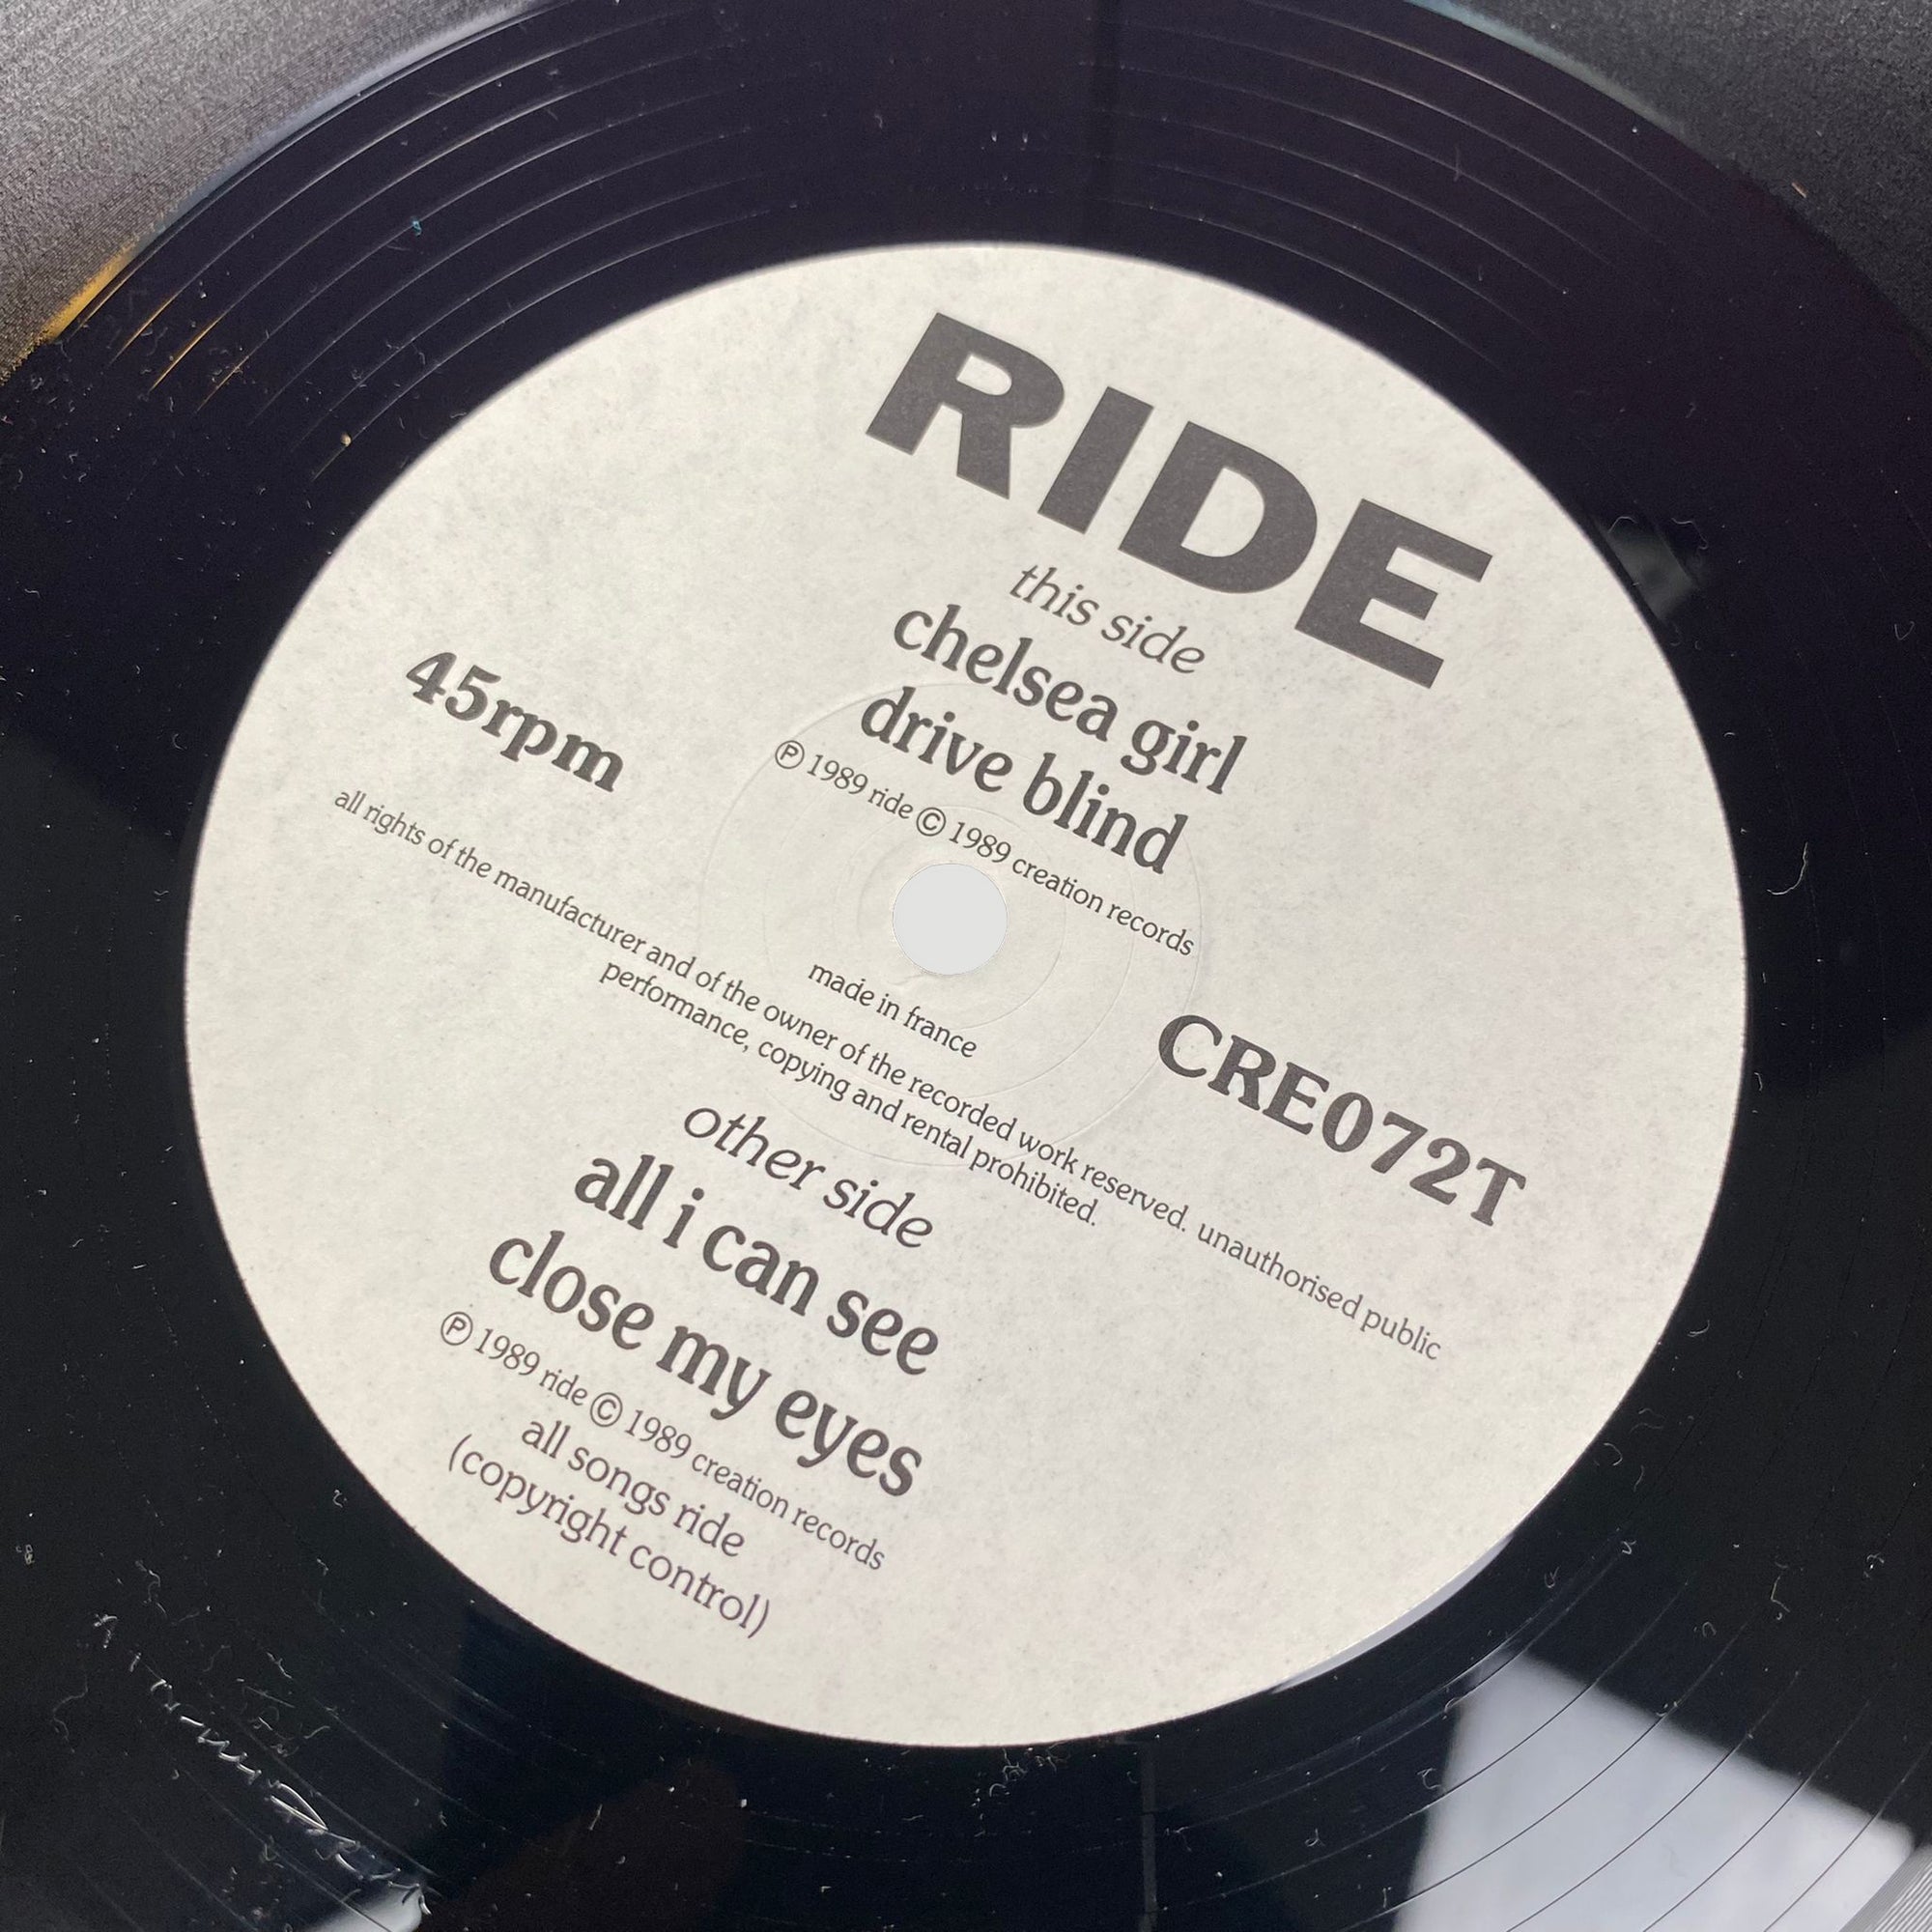 RIDE
this side
chelsea girl
drive blind
℗ 1989 ride © 1989 creation records
45rpm
CRE072T
made in france
all rights of the manufacturer and of the owner of the recorded work reserved. unauthorised public
performance, copying and rental prohibited.
other side
all i can see
close my eyes
℗ 1989 ride © 1989 creation records
all songs ride
(copyright control)